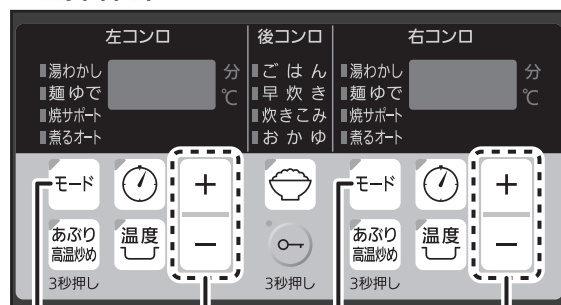 左コンロ
湯わかし
麺ゆで
焼サポート
煮るオート
分
℃
後コンロ
ごはん
早炊き
炊きこみ
おかゆ
右コンロ
湯わかし
麺ゆで
焼サポート
煮るオート
分
℃
モード
+
モード
+
あぶり
高温炒め
温度
−
あぶり
高温炒め
温度
−
3秒押し
3秒押し
3秒押し